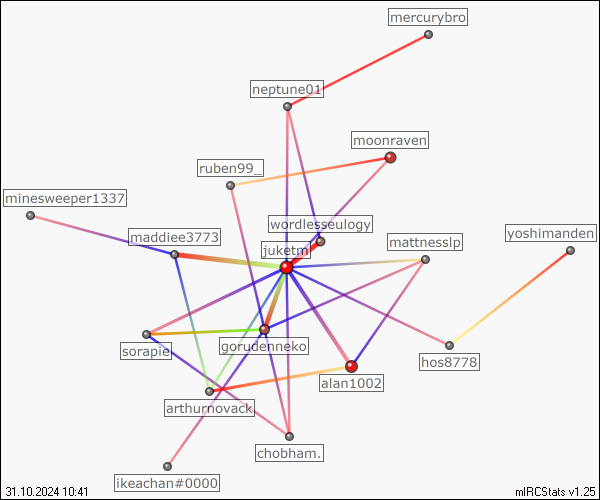 mercurybro
neptune01
moonraven
ruben99_
minesweeper1337
wordlesseulogy
yoshimanden
maddiee3773
juketm
mattnesslp
gorudenneko
sorapie
hos8778
alan1002
arthurnovack
chobham.
ikeachan#0000
31.10.2024 10:41
mIRCStats v1.25